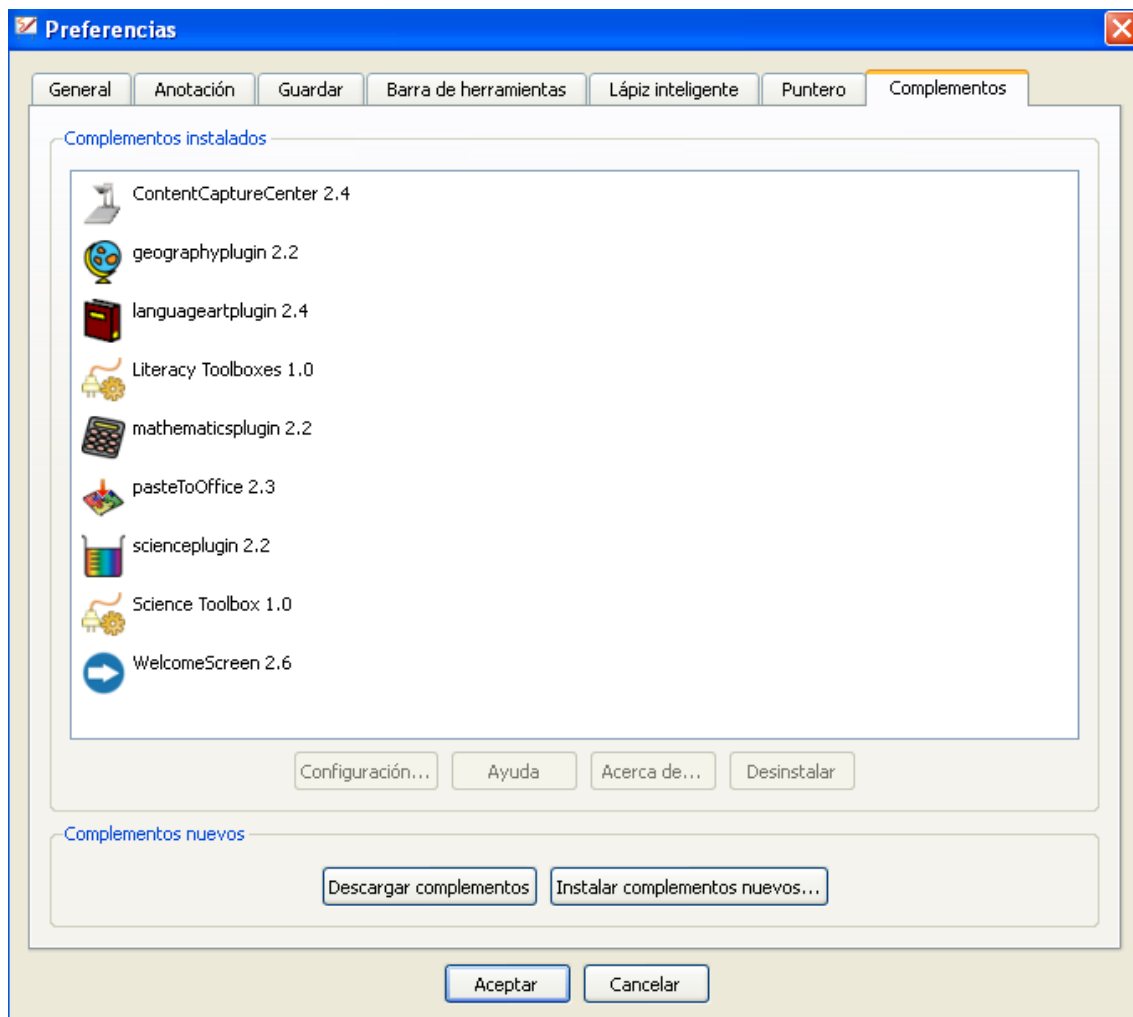 Preferencias
General Anotación Guardar Barra de herramientas Lápiz inteligente Puntero Complementos
Complementos instalados
ContentCaptureCenter 2.4
geographyplugin 2.2
languageartplugin 2.4
Literacy Toolboxes 1.0
mathematicsplugin 2.2
pasteToOffice 2.3
scienceplugin 2.2
Science Toolbox 1.0
WelcomeScreen 2.6
Configuración... Ayuda Acerca de... Desinstalar
Complementos nuevos
Descargar complementos Instalar complementos nuevos...
Aceptar Cancelar